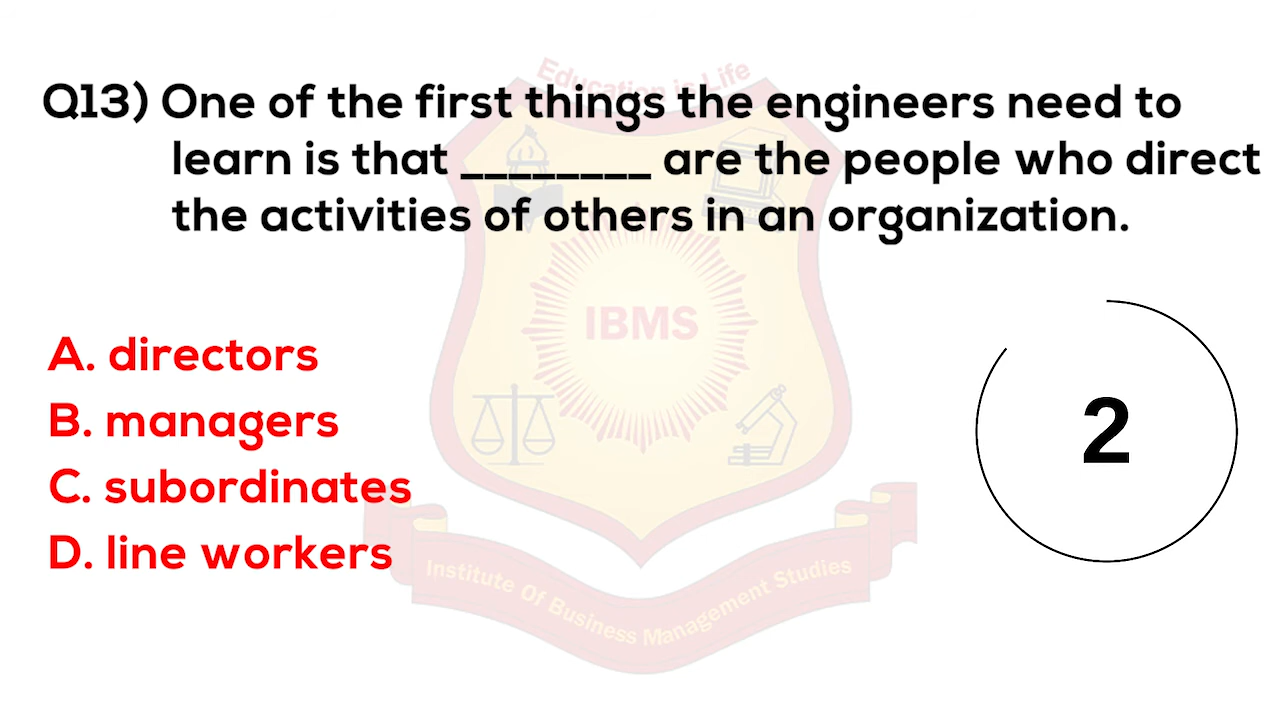 Education is Life
Q13) One of the first things the engineers need to
learn is that ________ are the people who direct
the activities of others in an organization.
IBMS
A. directors
B. managers
C. subordinates
D. line workers
2
Institute Of Business Management Studies